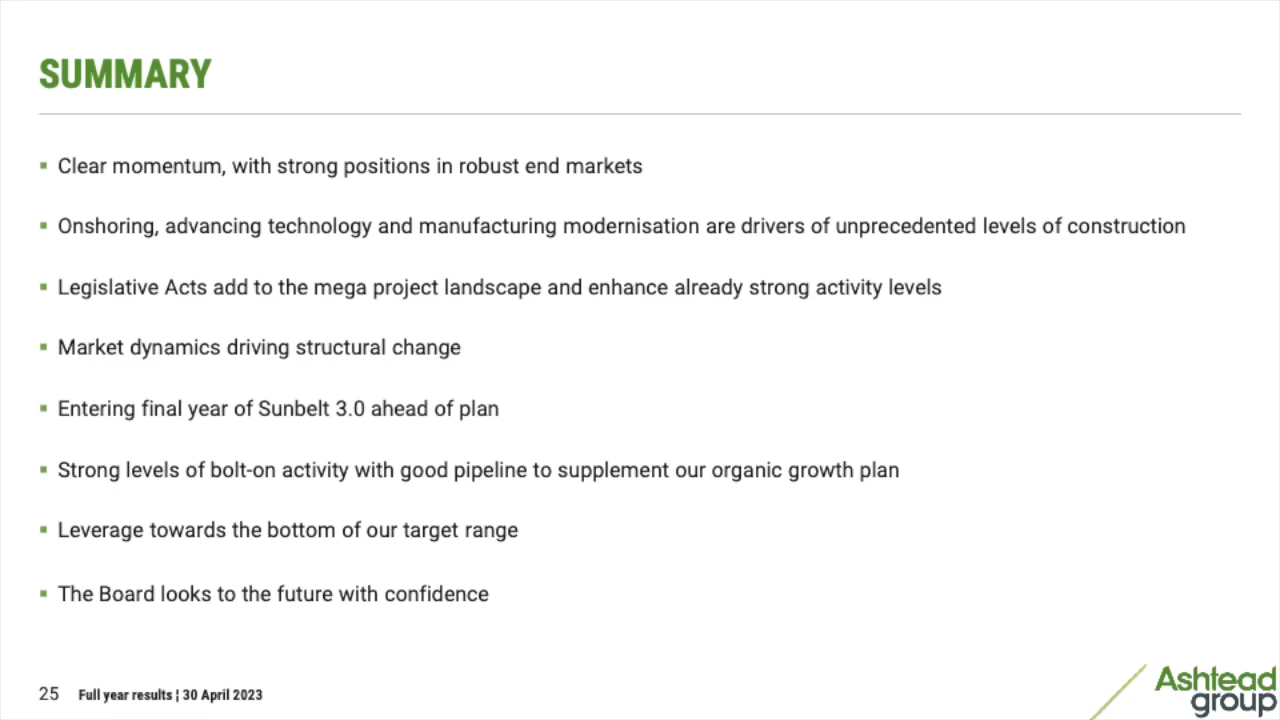 SUMMARY
▪ Clear momentum, with strong positions in robust end markets
▪ Onshoring, advancing technology and manufacturing modernisation are drivers of unprecedented levels of construction
▪ Legislative Acts add to the mega project landscape and enhance already strong activity levels
▪ Market dynamics driving structural change
▪ Entering final year of Sunbelt 3.0 ahead of plan
▪ Strong levels of bolt-on activity with good pipeline to supplement our organic growth plan
▪ Leverage towards the bottom of our target range
▪ The Board looks to the future with confidence
25 Full year results ¦ 30 April 2023
Ashtead
group